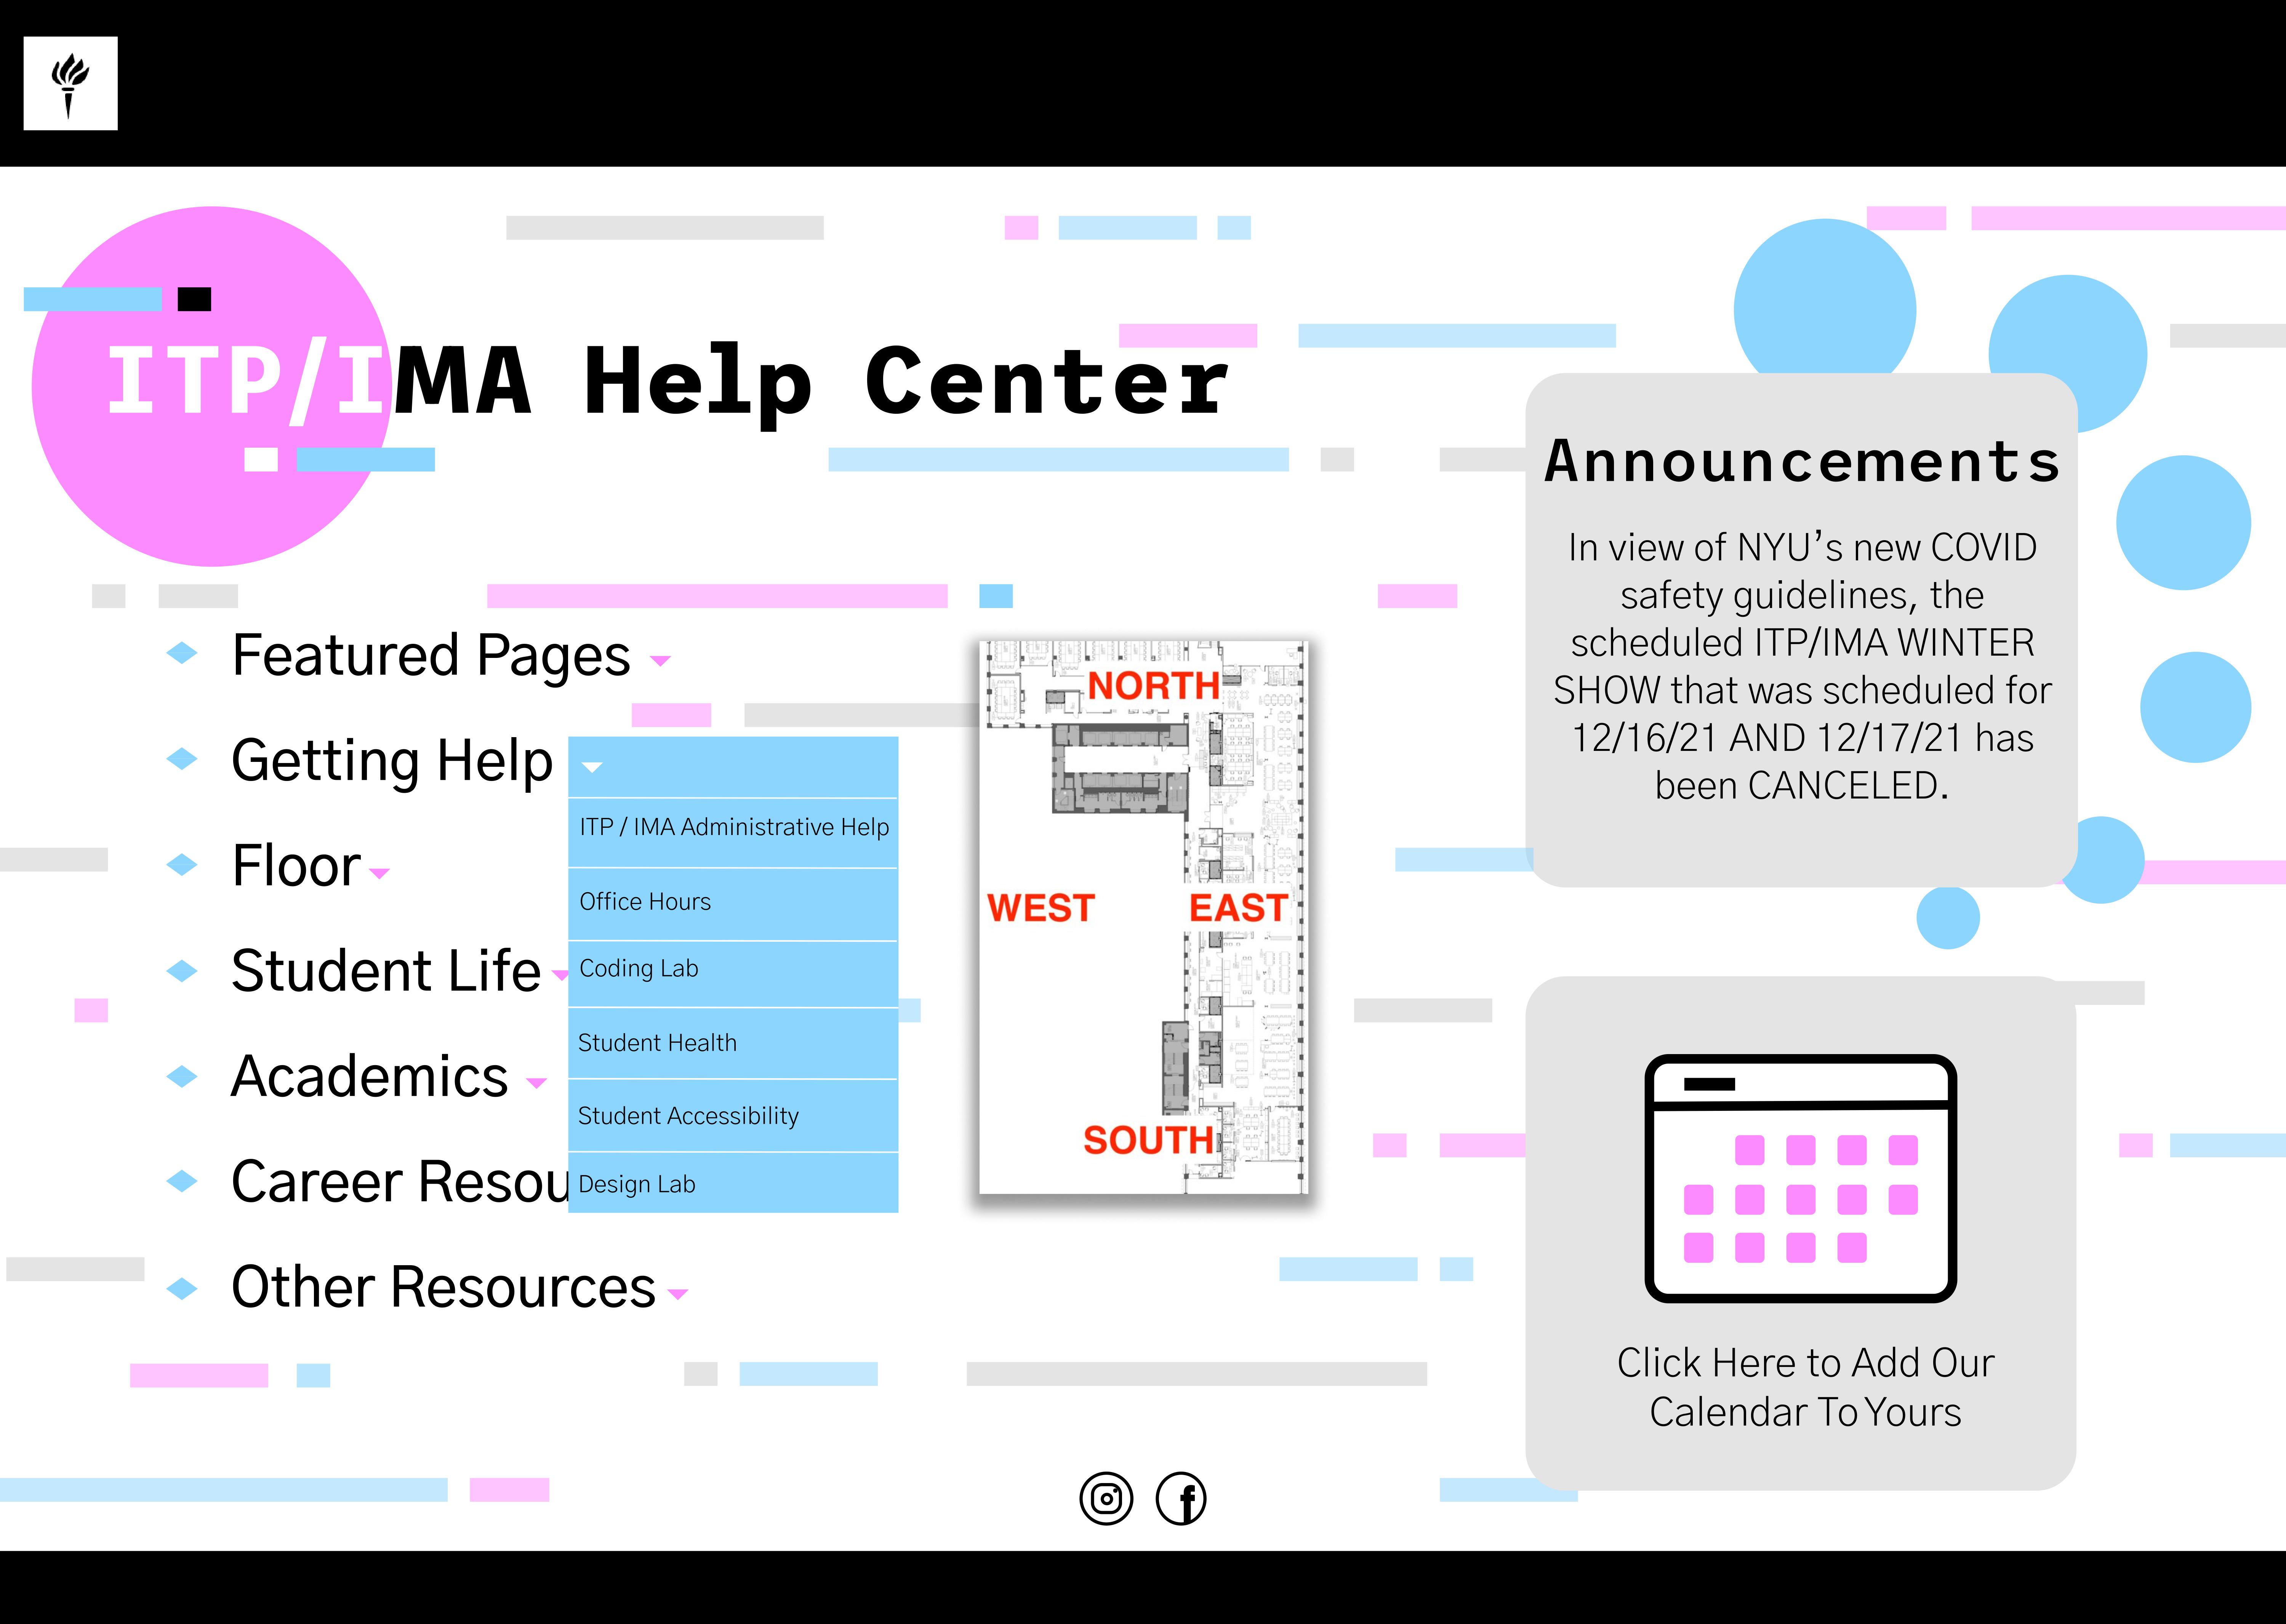 ITP/IMA Help Center
Featured Pages
Getting Help
ITP / IMA Administrative Help
Office Hours
Coding Lab
Student Health
Student Accessibility
Design Lab
Floor
Student Life
Academics
Career Resou
Other Resources
NORTH
WEST
EAST
SOUTH
Announcements
In view of NYU’s new COVID
safety guidelines, the
scheduled ITP/IMA WINTER
SHOW that was scheduled for
12/16/21 AND 12/17/21 has
been CANCELED.
Click Here to Add Our
Calendar To Yours